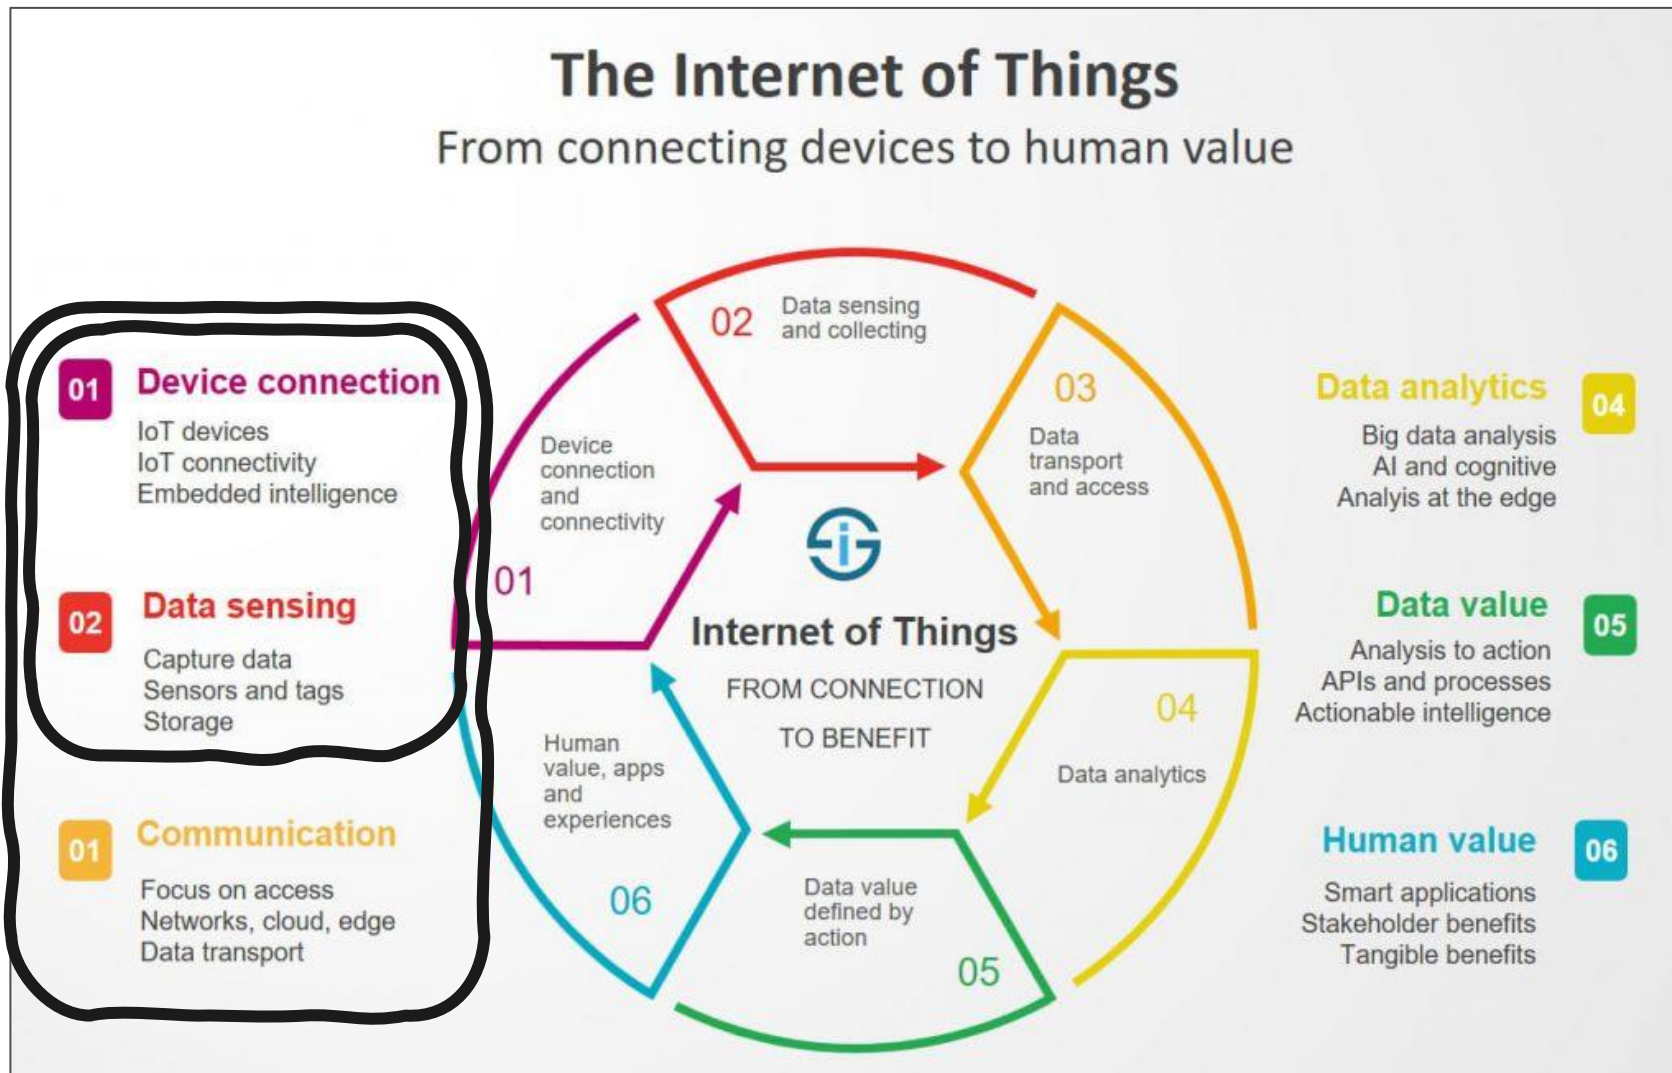 The Internet of Things
From connecting devices to human value
01
Device connection
IoT devices
IoT connectivity
Embedded intelligence
02
Data sensing
Capture data
Sensors and tags
Storage
01
Communication
Focus on access
Networks, cloud, edge
Data transport
Device
connection
and
connectivity
01
02
Data sensing
and collecting
03
Data
transport
and access
04
Data analytics
Data value
defined by
action
05
Human
value, apps
and
experiences
06
Internet of Things
FROM CONNECTION
TO BENEFIT
Data analytics
04
Big data analysis
AI and cognitive
Analyis at the edge
Data value
05
Analysis to action
APIs and processes
Actionable intelligence
Human value
06
Smart applications
Stakeholder benefits
Tangible benefits